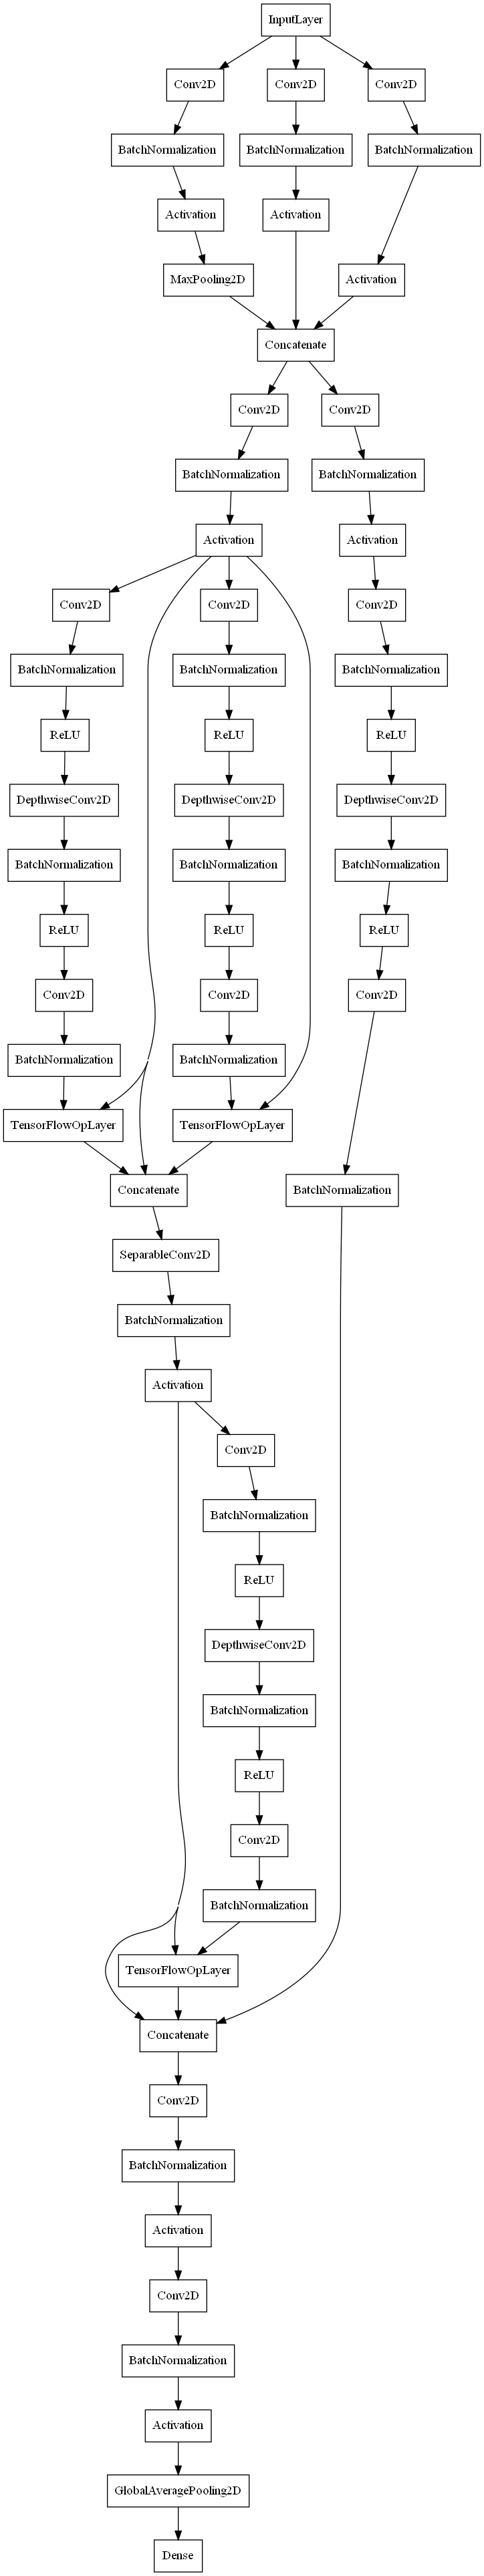 InputLayer
Conv2D
Conv2D
Conv2D
BatchNormalization
BatchNormalization
BatchNormalization
Activation
Activation
MaxPooling2D
Activation
Concatenate
Conv2D
Conv2D
BatchNormalization
BatchNormalization
Activation
Activation
Conv2D
Conv2D
Conv2D
BatchNormalization
BatchNormalization
BatchNormalization
ReLU
ReLU
ReLU
DepthwiseConv2D
DepthwiseConv2D
DepthwiseConv2D
BatchNormalization
BatchNormalization
BatchNormalization
ReLU
ReLU
ReLU
Conv2D
Conv2D
Conv2D
BatchNormalization
BatchNormalization
TensorFlowOpLayer
TensorFlowOpLayer
Concatenate
BatchNormalization
SeparableConv2D
BatchNormalization
Activation
Conv2D
BatchNormalization
ReLU
DepthwiseConv2D
BatchNormalization
ReLU
Conv2D
BatchNormalization
TensorFlowOpLayer
Concatenate
Conv2D
BatchNormalization
Activation
Conv2D
BatchNormalization
Activation
GlobalAveragePooling2D
Dense